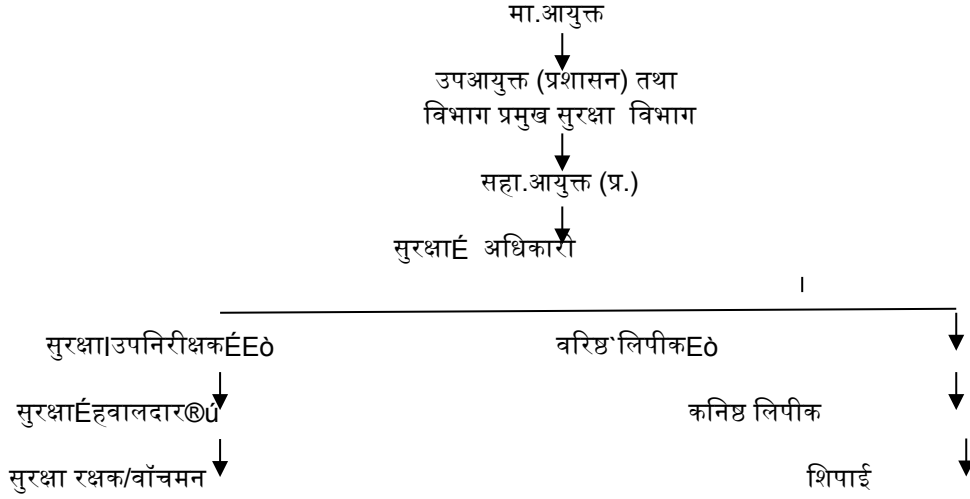 मा.आयुक्त
उपआयुक्त (प्रशासन) तथा
विभाग प्रमुख सुरक्षा विभाग
सहा.आयुक्त (प्र.)
सुरक्षाÉ अधिकारी
सुरक्षा।उपनिरीक्षकÉEò
वरिष्ठ`लिपीकEò
सुरक्षाÉहवालदार®ú
कनिष्ठ लिपीक
सुरक्षा रक्षक/वॉचमन
शिपाई